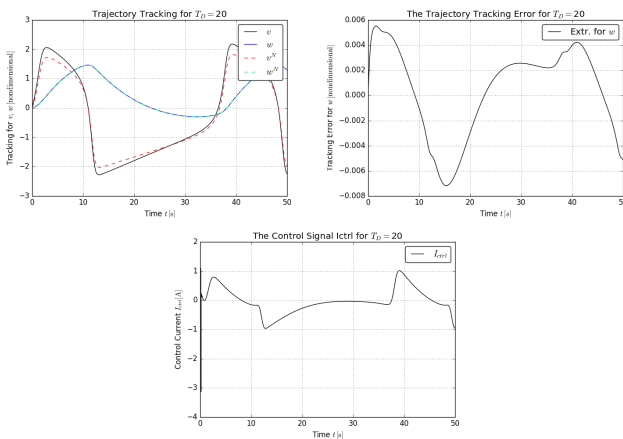 Trajectory Tracking for T_D = 20
Tracking for v, w [nondimensional]
3
2
1
0
−1
−2
−3
0 10 20 30 40 50
Time t[s]
v
w
v^N
w^N
The Trajectory Tracking Error for T_D = 20
Tracking Error for w [nondimensional]
0.006
0.004
0.002
0.000
−0.002
−0.004
−0.006
−0.008
0 10 20 30 40 50
Time t[s]
Extr. for w
The Control Signal Ictrl for T_D = 20
Control Current I_ctrl[A]
2
1
0
−1
−2
−3
−4
0 10 20 30 40 50
Time t[s]
I_ctrl